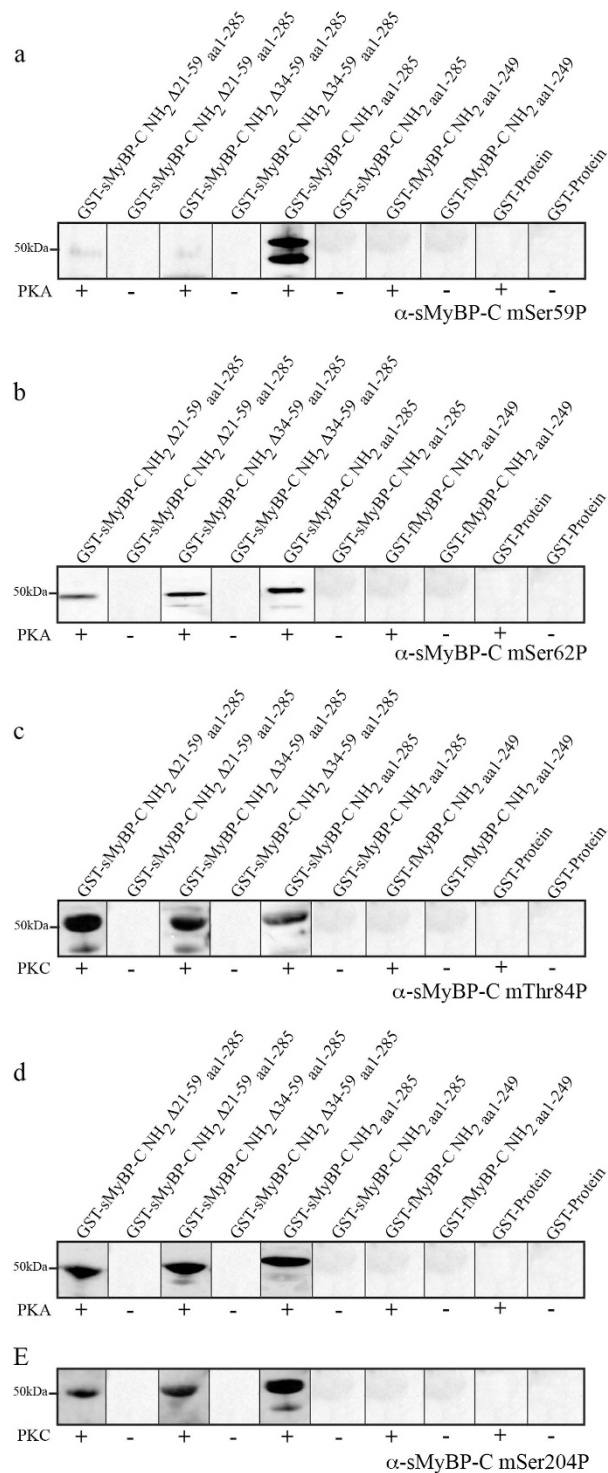 a
GST-sMyBP-C NH2 Δ21-59 aa1-285
GST-sMyBP-C NH2 Δ21-59 aa1-285
GST-sMyBP-C NH2 Δ34-59 aa1-285
GST-sMyBP-C NH2 Δ34-59 aa1-285
GST-sMyBP-C NH2 aa1-285
GST-sMyBP-C NH2 aa1-285
GST-fMyBP-C NH2 aa1-249
GST-fMyBP-C NH2 aa1-249
GST-Protein
GST-Protein
50kDa
PKA + - + - + - + - + -
α-sMyBP-C mSer59P
b
GST-sMyBP-C NH2 Δ21-59 aa1-285
GST-sMyBP-C NH2 Δ21-59 aa1-285
GST-sMyBP-C NH2 Δ34-59 aa1-285
GST-sMyBP-C NH2 Δ34-59 aa1-285
GST-sMyBP-C NH2 aa1-285
GST-sMyBP-C NH2 aa1-285
GST-fMyBP-C NH2 aa1-249
GST-fMyBP-C NH2 aa1-249
GST-Protein
GST-Protein
50kDa
PKA + - + - + - + - + -
α-sMyBP-C mSer62P
c
GST-sMyBP-C NH2 Δ21-59 aa1-285
GST-sMyBP-C NH2 Δ21-59 aa1-285
GST-sMyBP-C NH2 Δ34-59 aa1-285
GST-sMyBP-C NH2 Δ34-59 aa1-285
GST-sMyBP-C NH2 aa1-285
GST-sMyBP-C NH2 aa1-285
GST-fMyBP-C NH2 aa1-249
GST-fMyBP-C NH2 aa1-249
GST-Protein
GST-Protein
50kDa
PKC + - + - + - + - + -
α-sMyBP-C mThr84P
d
GST-sMyBP-C NH2 Δ21-59 aa1-285
GST-sMyBP-C NH2 Δ21-59 aa1-285
GST-sMyBP-C NH2 Δ34-59 aa1-285
GST-sMyBP-C NH2 Δ34-59 aa1-285
GST-sMyBP-C NH2 aa1-285
GST-sMyBP-C NH2 aa1-285
GST-fMyBP-C NH2 aa1-249
GST-fMyBP-C NH2 aa1-249
GST-Protein
GST-Protein
50kDa
PKA + - + - + - + - + -
E
50kDa
PKC + - + - + - + - + -
α-sMyBP-C mSer204P